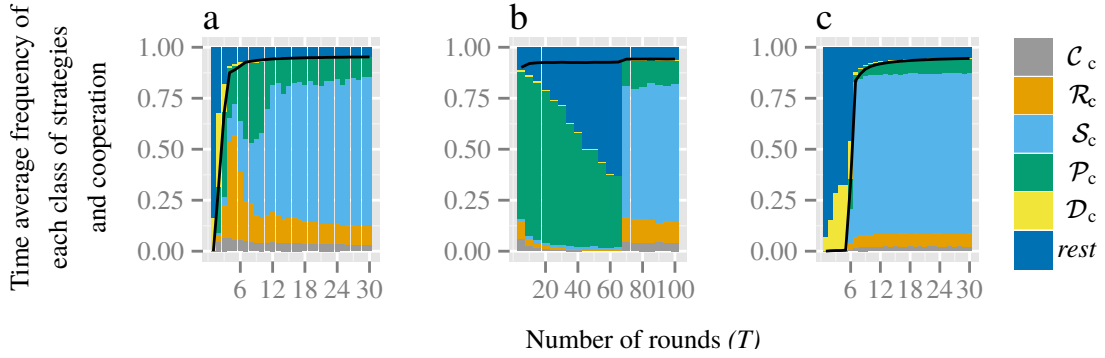 Time average frequency of
each class of strategies
and cooperation
a
b
c
1.00
0.75
0.50
0.25
0.00
6 12 18 24 30
1.00
0.75
0.50
0.25
0.00
20 40 60 80 100
1.00
0.75
0.50
0.25
0.00
6 12 18 24 30
Number of rounds (T)
𝒞c
ℛc
𝒮c
𝒫c
𝒟c
rest